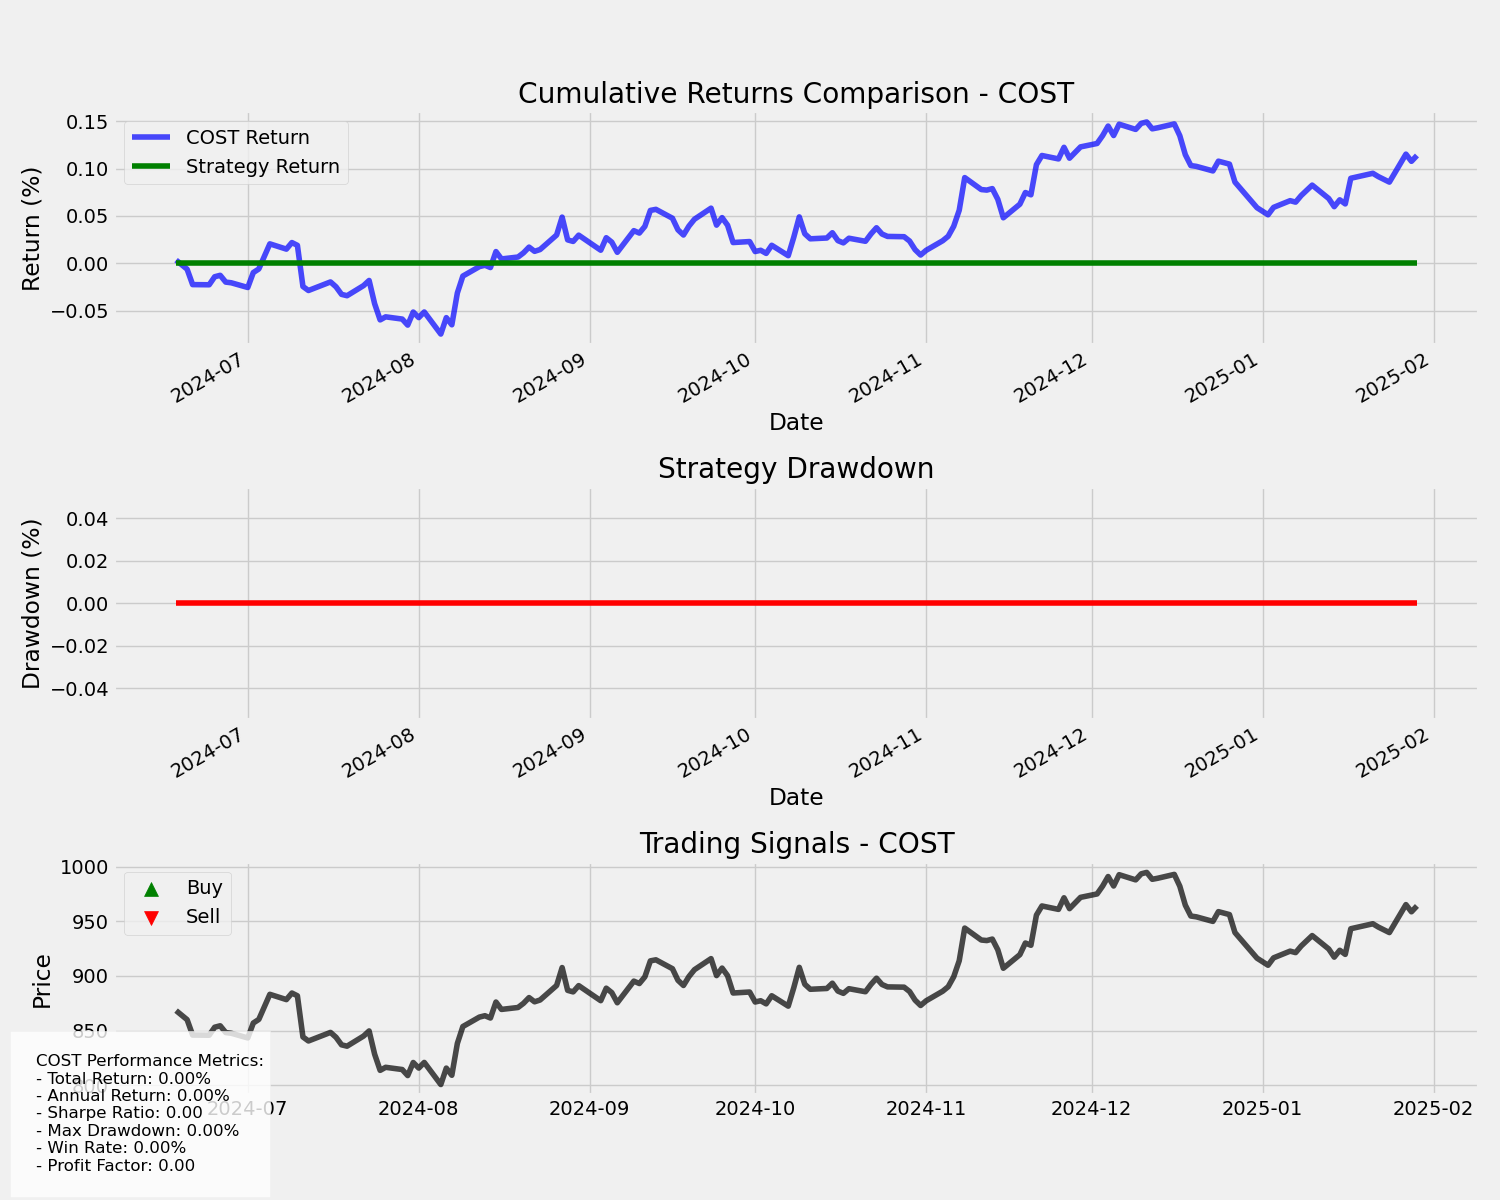 Cumulative Returns Comparison - COST
Return (%)
0.15
0.10
0.05
0.00
−0.05
COST Return
Strategy Return
2024-07
2024-08
2024-09
2024-10
2024-11
2024-12
2025-01
2025-02
Date
Strategy Drawdown
Drawdown (%)
0.04
0.02
0.00
−0.02
−0.04
2024-07
2024-08
2024-09
2024-10
2024-11
2024-12
2025-01
2025-02
Date
Trading Signals - COST
Price
1000
950
900
850
800
Buy
Sell
2024-07
2024-08
2024-09
2024-10
2024-11
2024-12
2025-01
2025-02
COST Performance Metrics:
- Total Return: 0.00%
- Annual Return: 0.00%
- Sharpe Ratio: 0.00
- Max Drawdown: 0.00%
- Win Rate: 0.00%
- Profit Factor: 0.00